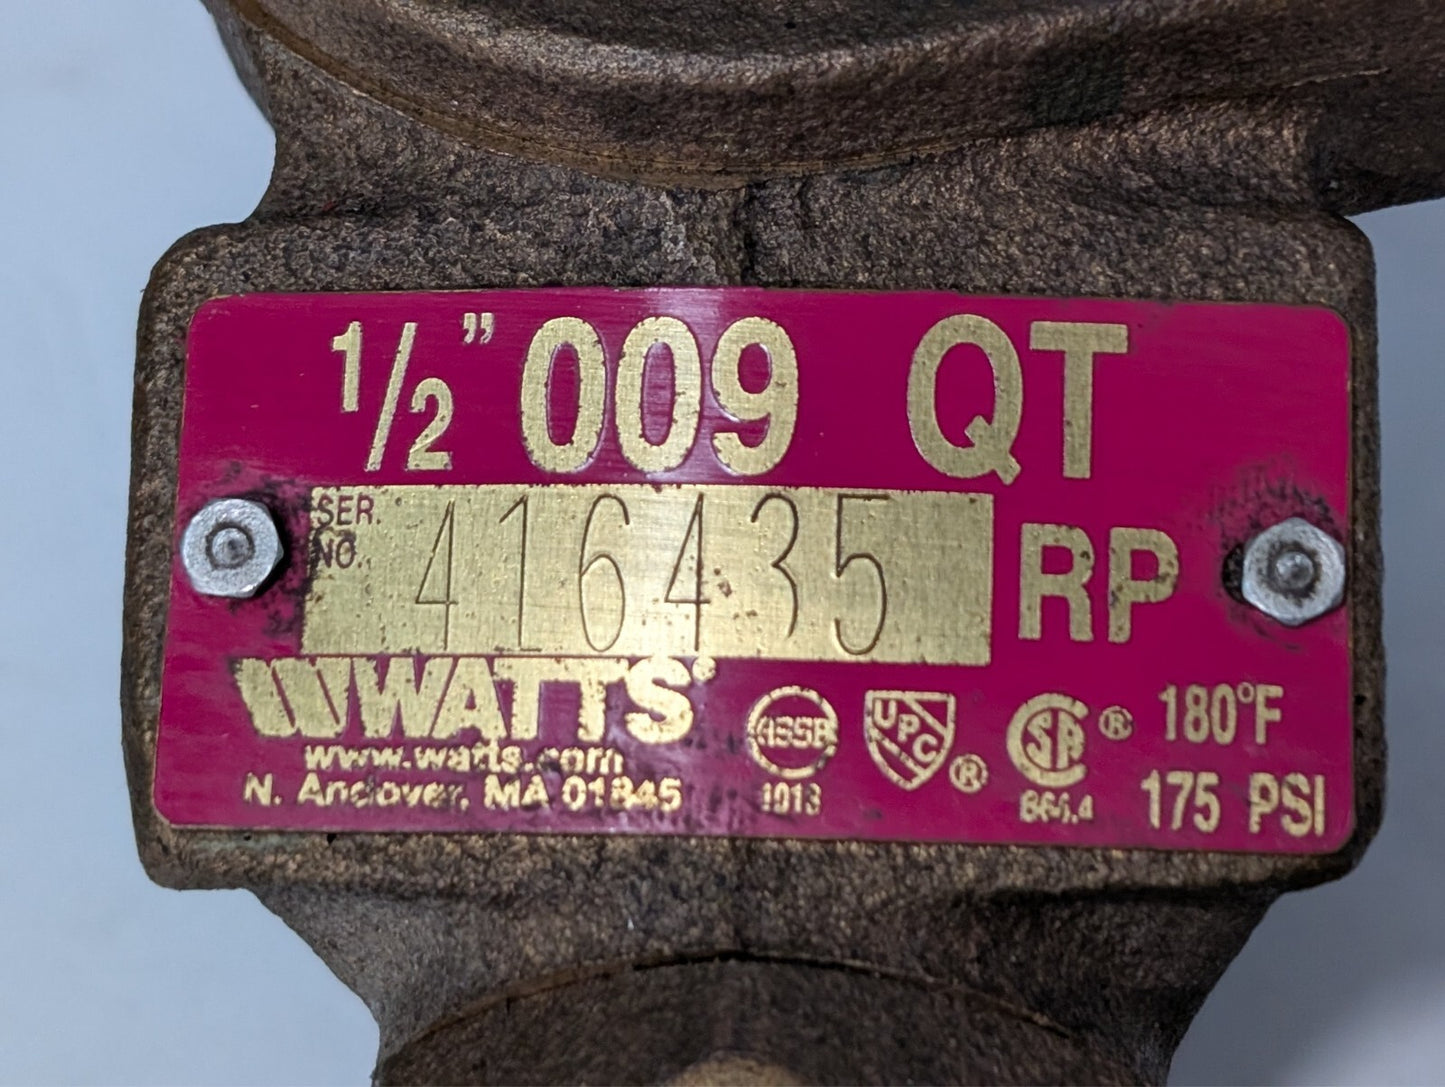 1/2" 009 QT
SER.
NO. 416435
RP
WATTS®
www.watts.com
N. Andover, MA 01845
ASSE
1013
UPC®
SA®
B64.4
180°F
175 PSI